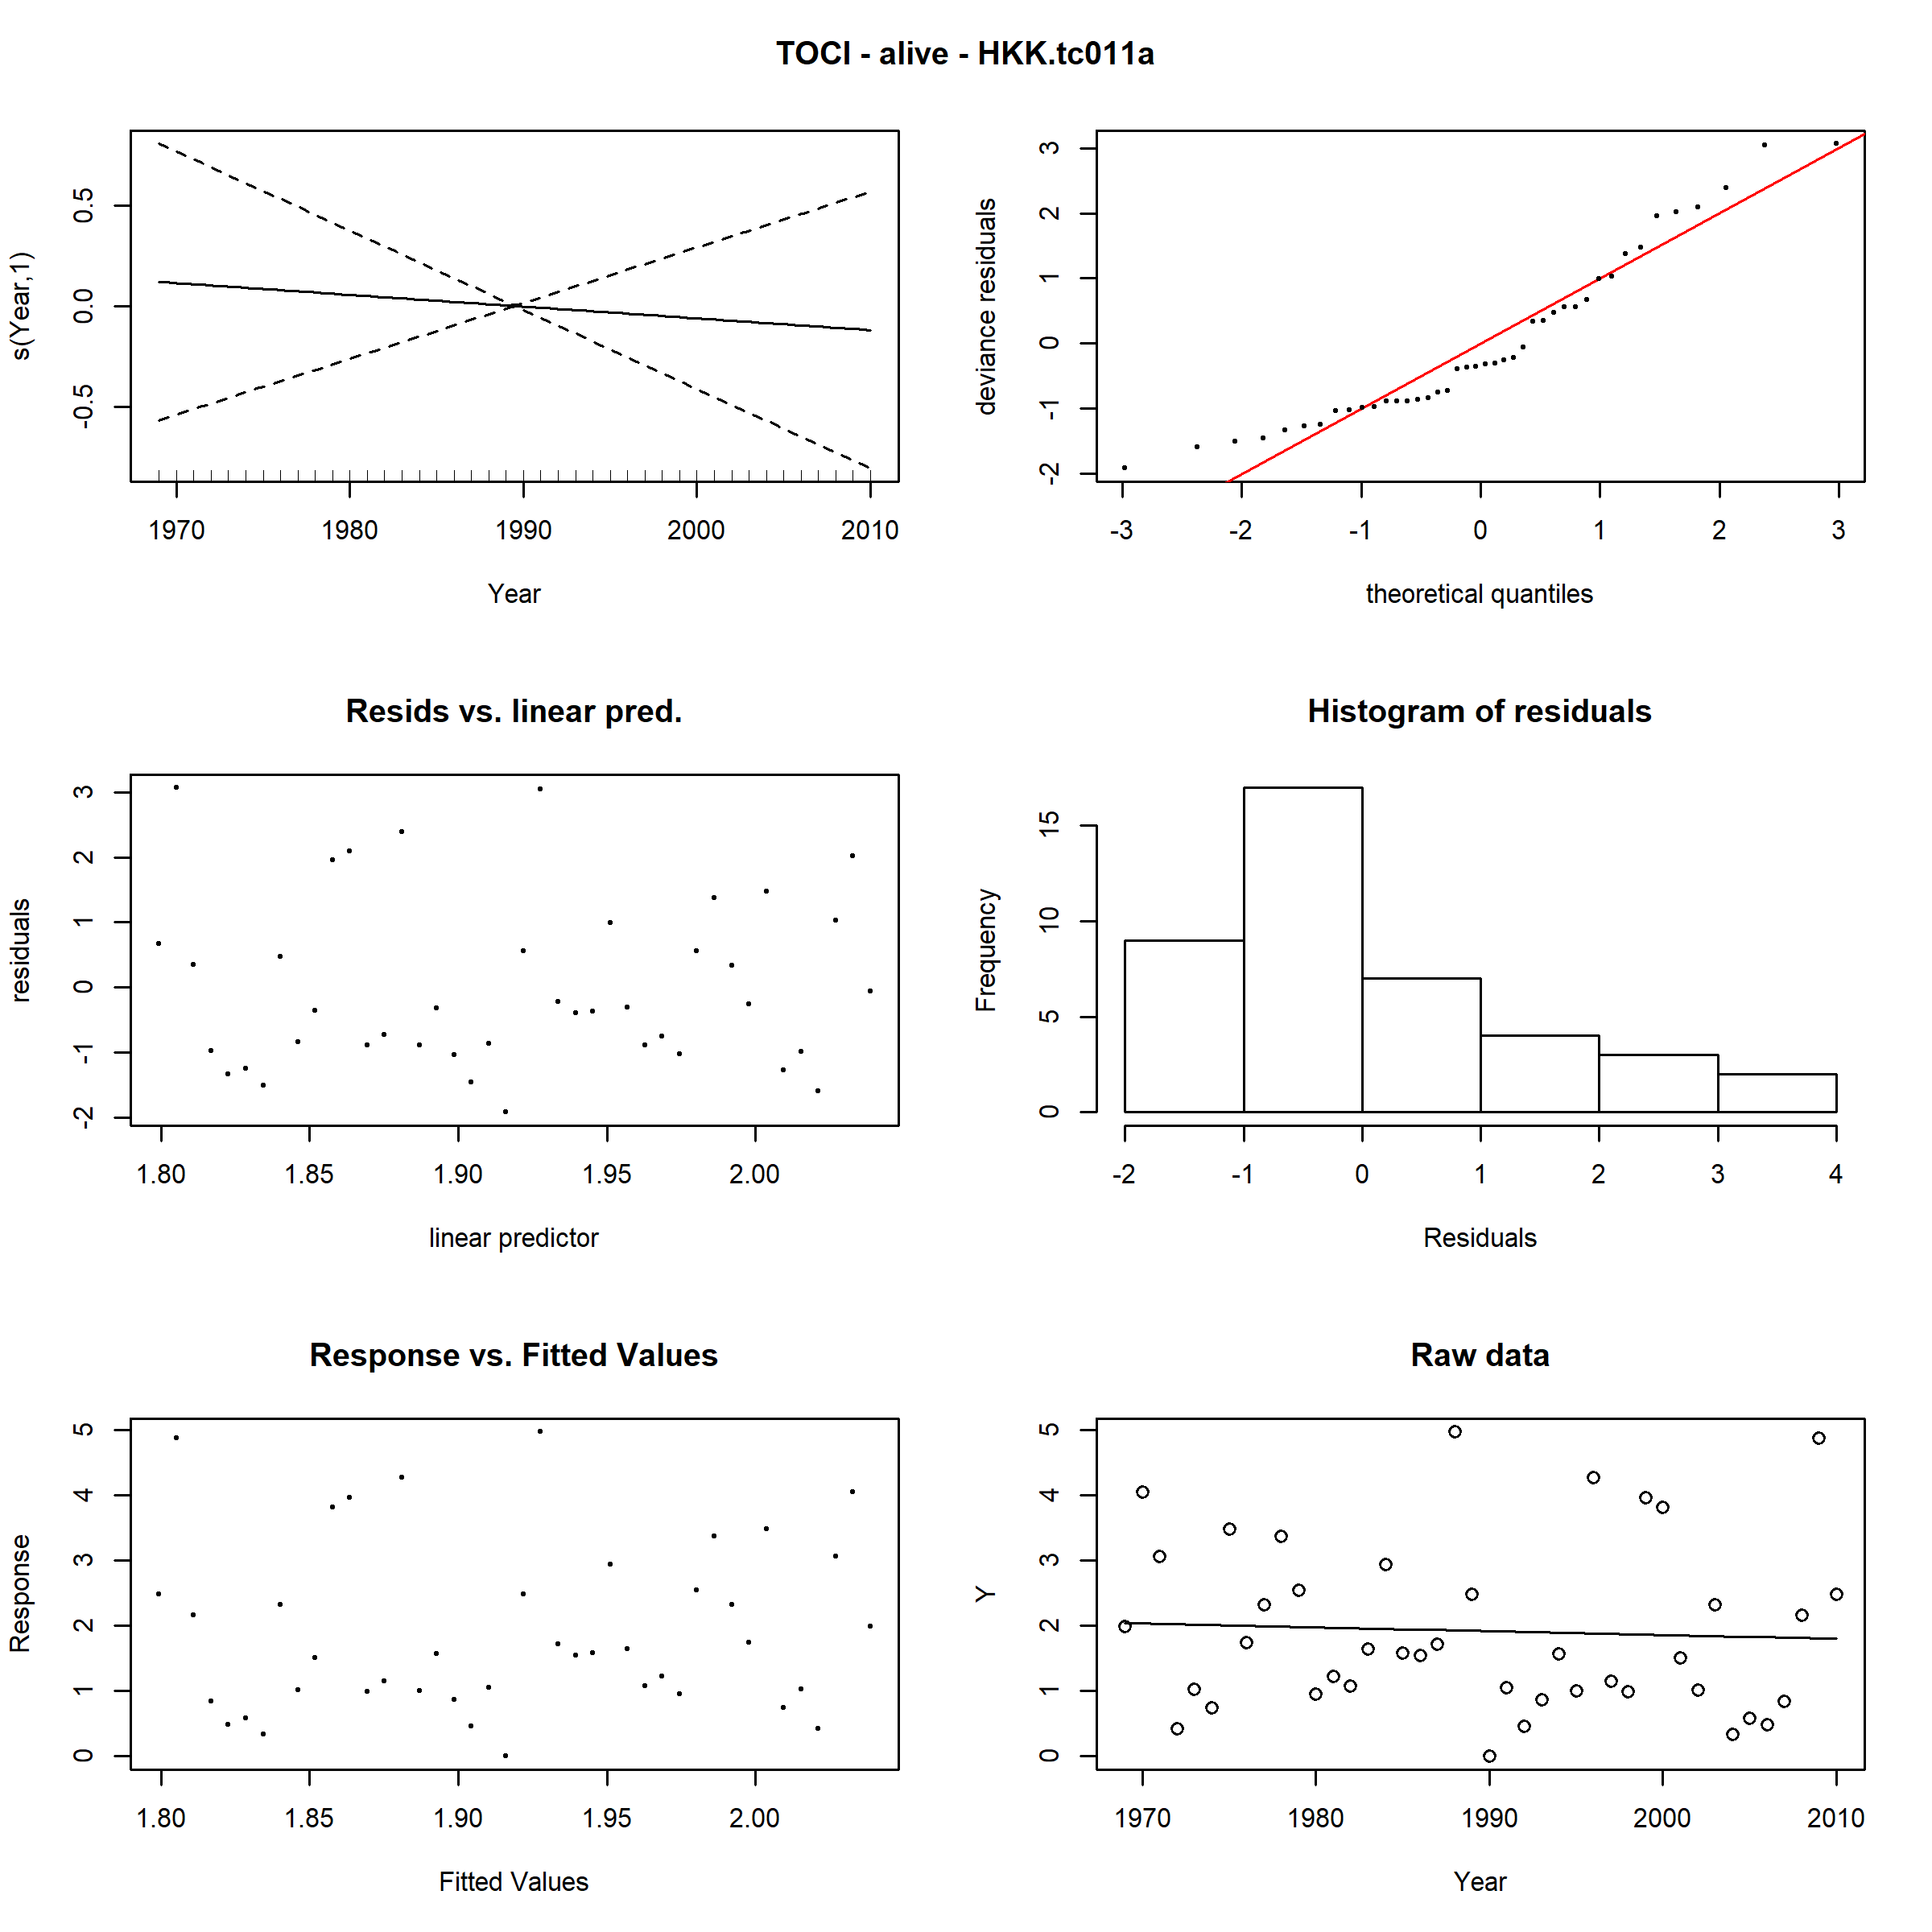 TOCI - alive - HKK.tc011a
s(Year,1)
0.5
0.0
-0.5
1970 1980 1990 2000 2010
Year
deviance residuals
3
2
1
0
-1
-2
-3 -2 -1 0 1 2 3
theoretical quantiles
Resids vs. linear pred.
residuals
3
2
1
0
-1
-2
1.80 1.85 1.90 1.95 2.00
linear predictor
Histogram of residuals
Frequency
15
10
5
0
-2 -1 0 1 2 3 4
Residuals
Response vs. Fitted Values
Response
5
4
3
2
1
0
1.80 1.85 1.90 1.95 2.00
Fitted Values
Raw data
Y
5
4
3
2
1
0
1970 1980 1990 2000 2010
Year